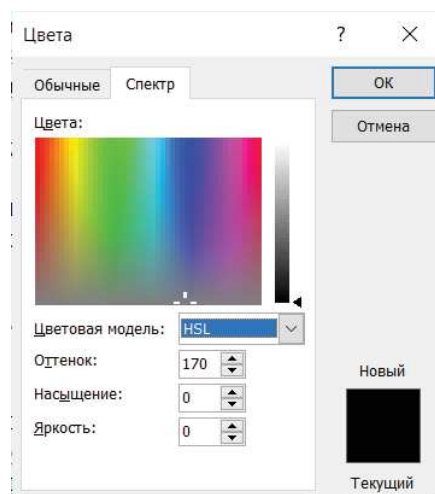 Цвета ? ×
Обычные Спектр
ОК
Цвета:
Отмена
Цветовая модель: HSL
Оттенок: 170
Насыщение: 0
Яркость: 0
Новый
Текущий